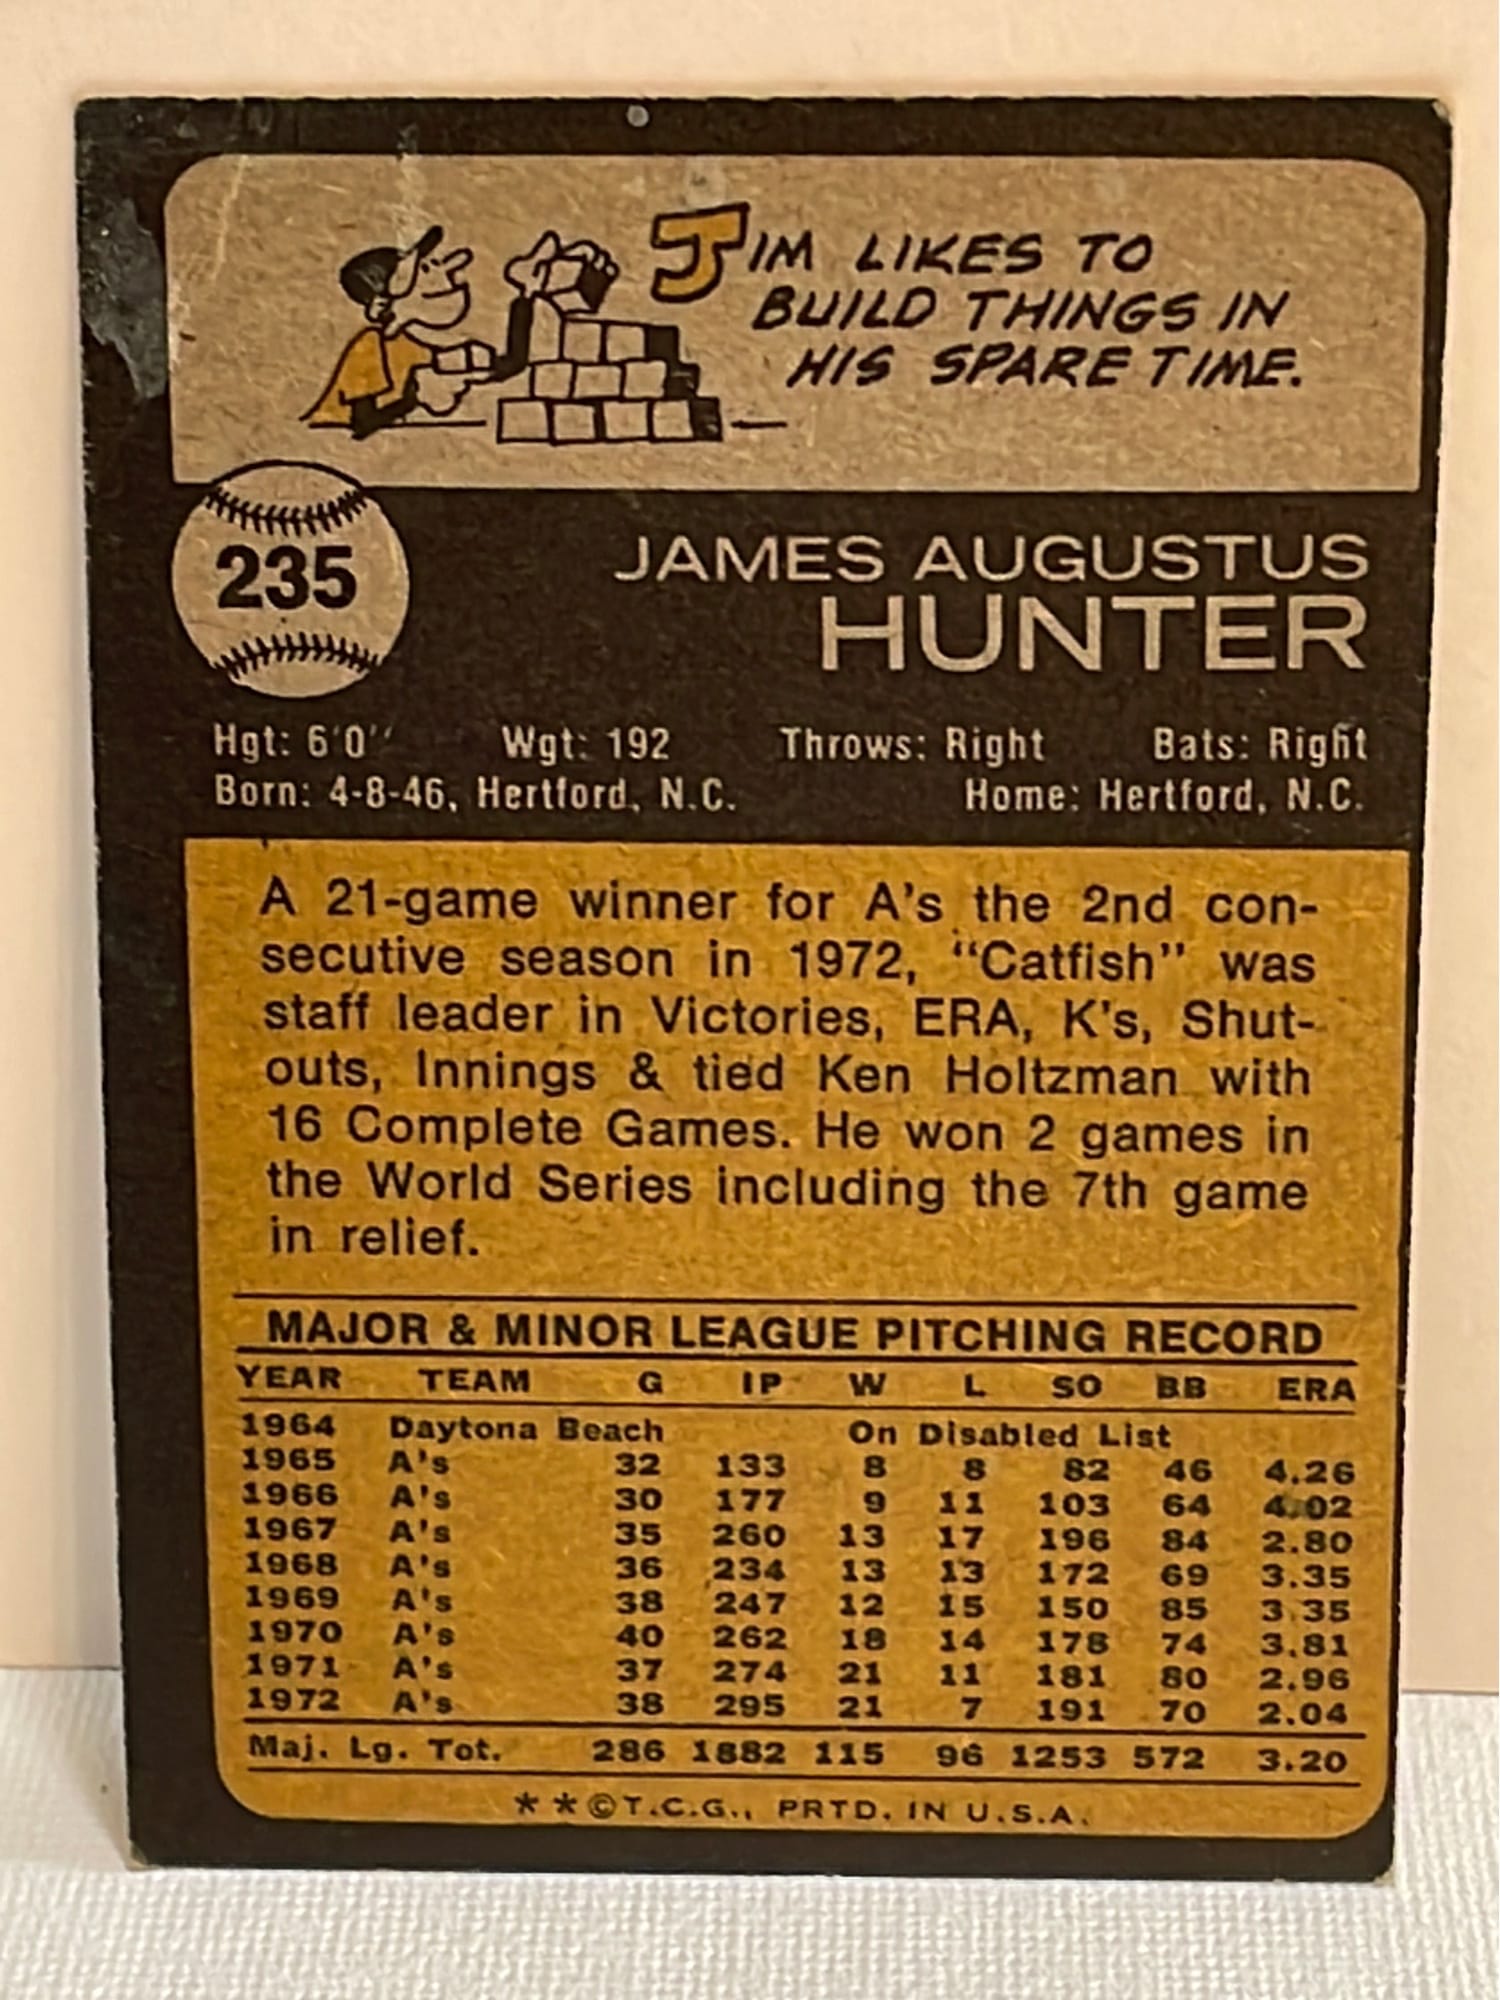 JIM LIKES TO
BUILD THINGS IN
HIS SPARE TIME.
235
JAMES AUGUSTUS
HUNTER
Hgt: 6'0" Wgt: 192 Throws: Right Bats: Right
Born: 4-8-46, Hertford, N.C. Home: Hertford, N.C.
A 21-game winner for A's the 2nd con-
secutive season in 1972, "Catfish" was
staff leader in Victories, ERA, K's, Shut-
outs, Innings & tied Ken Holtzman with
16 Complete Games. He won 2 games in
the World Series including the 7th game
in relief.
MAJOR & MINOR LEAGUE PITCHING RECORD
YEAR TEAM G IP W L SO BB ERA
1964 Daytona Beach On Disabled List
1965 A's 32 133 8 8 82 46 4.26
1966 A's 30 177 9 11 103 64 4.02
1967 A's 35 260 13 17 196 84 2.80
1968 A's 36 234 13 13 172 69 3.35
1969 A's 38 247 12 15 150 85 3.35
1970 A's 40 262 18 14 178 74 3.81
1971 A's 37 274 21 11 181 80 2.96
1972 A's 38 295 21 7 191 70 2.04
Maj. Lg. Tot. 286 1882 115 96 1253 572 3.20
**©T.C.G., PRTD. IN U.S.A.